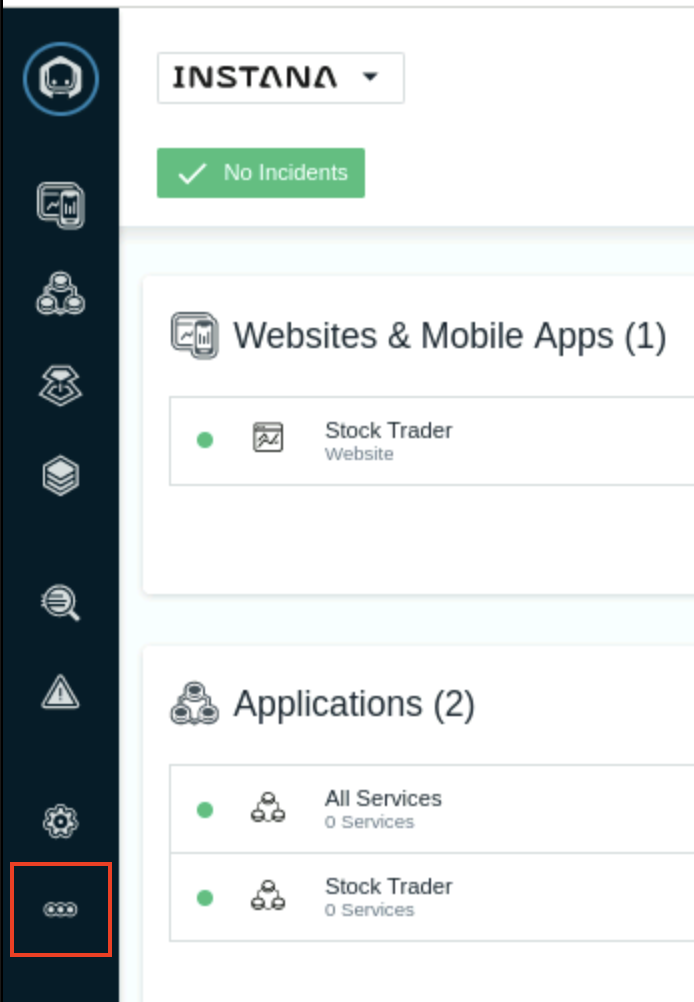 INSTANA
No Incidents
Websites & Mobile Apps (1)
Stock Trader
Website
Applications (2)
All Services
0 Services
Stock Trader
0 Services